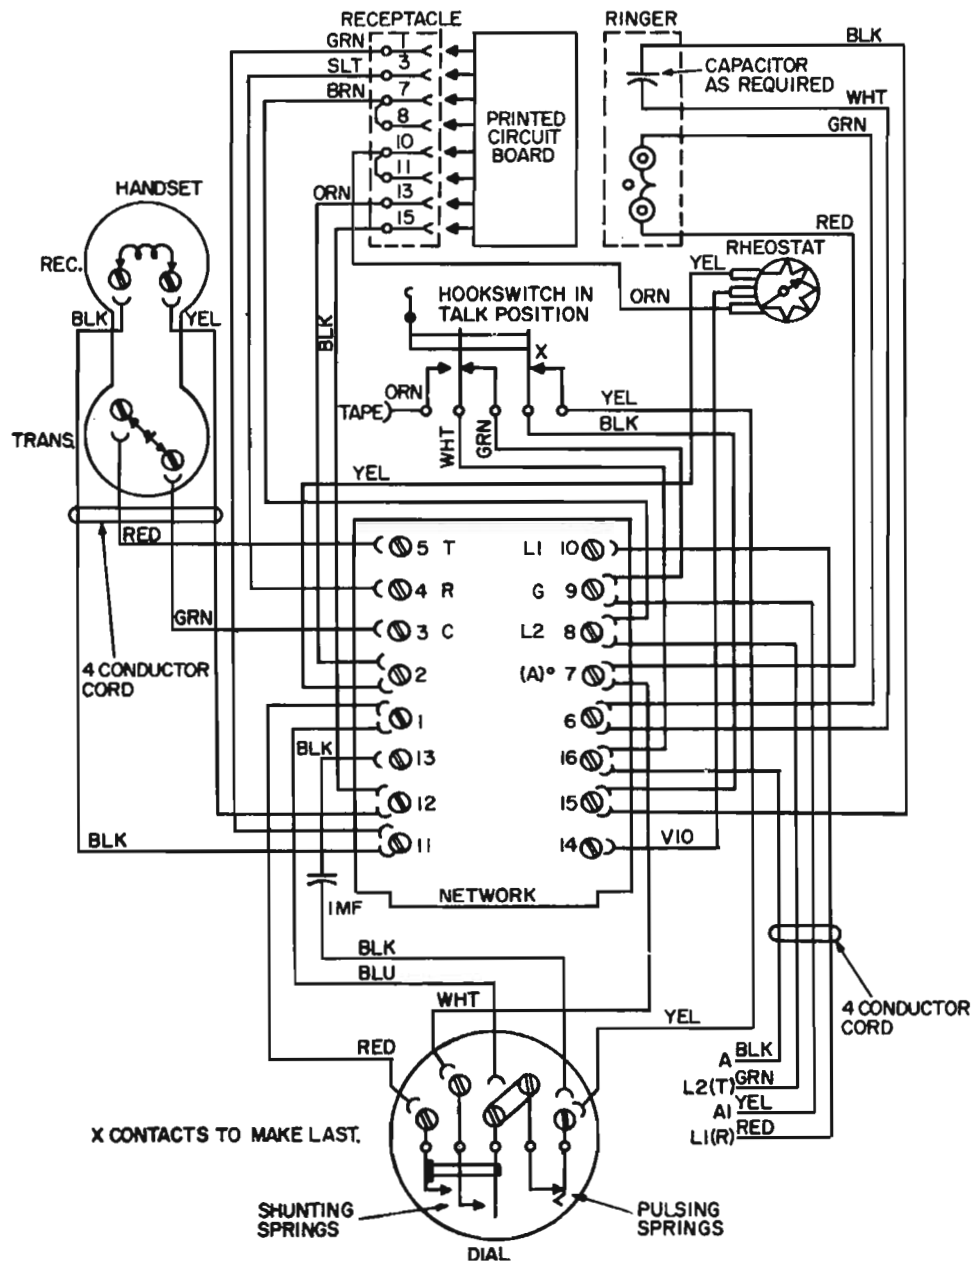 RECEPTACLE
RINGER
GRN 1
SLT 3
BRN 7
8
10
11
ORN 13
15
PRINTED
CIRCUIT
BOARD
BLK
CAPACITOR
AS REQUIRED
WHT
GRN
RED
RHEOSTAT
YEL
ORN
HANDSET
REC.
BLK
YEL
TRANS.
BLK
HOOKSWITCH IN
TALK POSITION
X
ORN
TAPE
WHT
GRN
YEL
BLK
YEL
RED
GRN
4 CONDUCTOR
CORD
5 T
4 R
3 C
2
1
BLK
13
12
11
BLK
L1 10
G 9
L2 8
(A)° 7
6
16
15
14
VIO
NETWORK
1MF
BLK
BLU
WHT
YEL
RED
4 CONDUCTOR
CORD
A BLK
L2(T) GRN
A1 YEL
L1(R) RED
X CONTACTS TO MAKE LAST.
SHUNTING
SPRINGS
PULSING
SPRINGS
DIAL